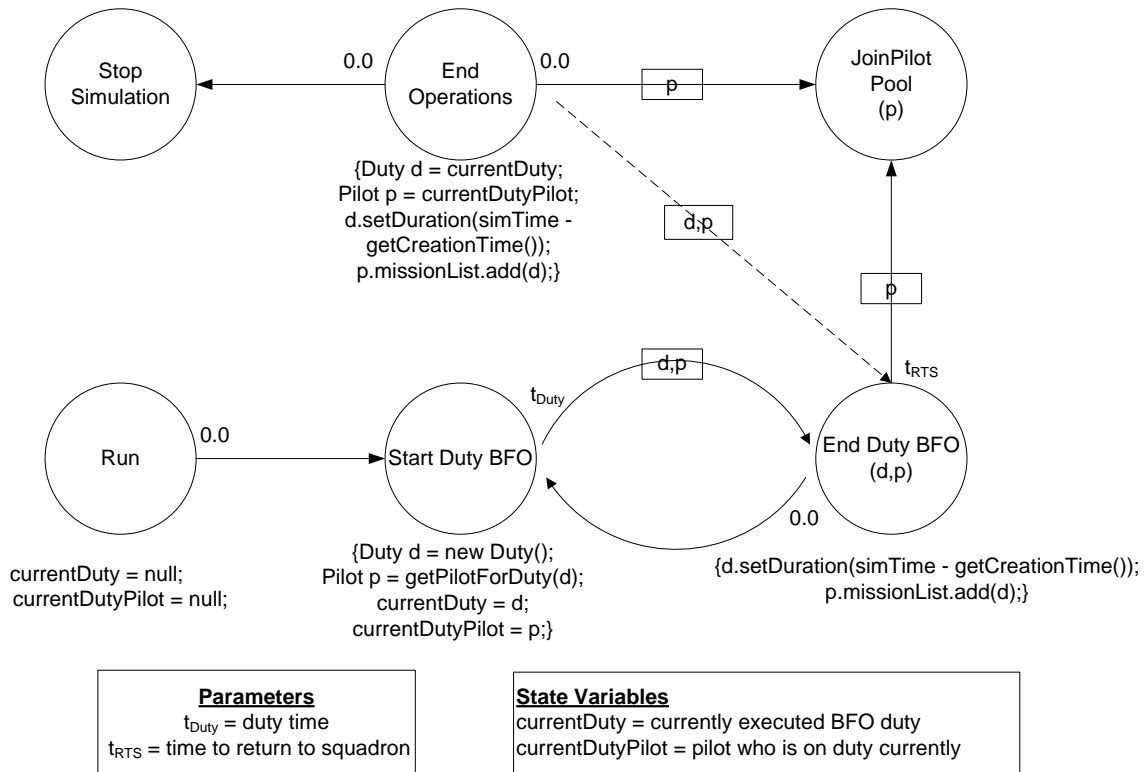 0.0
0.0
Stop
Simulation
End
Operations
p
JoinPilot
Pool
(p)
{Duty d = currentDuty;
Pilot p = currentDutyPilot;
d.setDuration(simTime -
getCreationTime());
p.missionList.add(d);}
d,p
p
d,p
tDuty
tRTS
0.0
Run
Start Duty BFO
End Duty BFO
(d,p)
0.0
currentDuty = null;
currentDutyPilot = null;
{Duty d = new Duty();
Pilot p = getPilotForDuty(d);
currentDuty = d;
currentDutyPilot = p;}
{d.setDuration(simTime - getCreationTime());
p.missionList.add(d);}
Parameters
tDuty = duty time
tRTS = time to return to squadron
State Variables
currentDuty = currently executed BFO duty
currentDutyPilot = pilot who is on duty currently